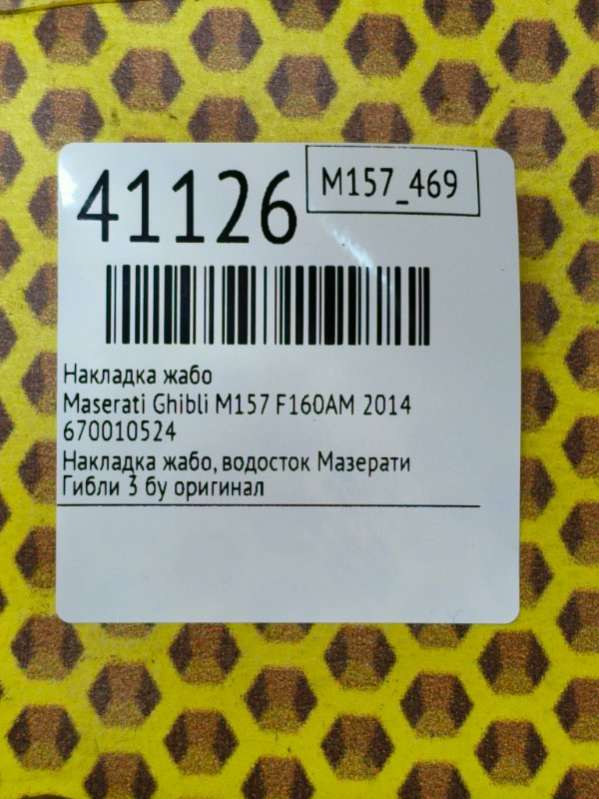 41126
M157_469
Накладка жабо
Maserati Ghibli M157 F160AM 2014
670010524
Накладка жабо, водосток Мазерати
Гибли 3 бу оригинал